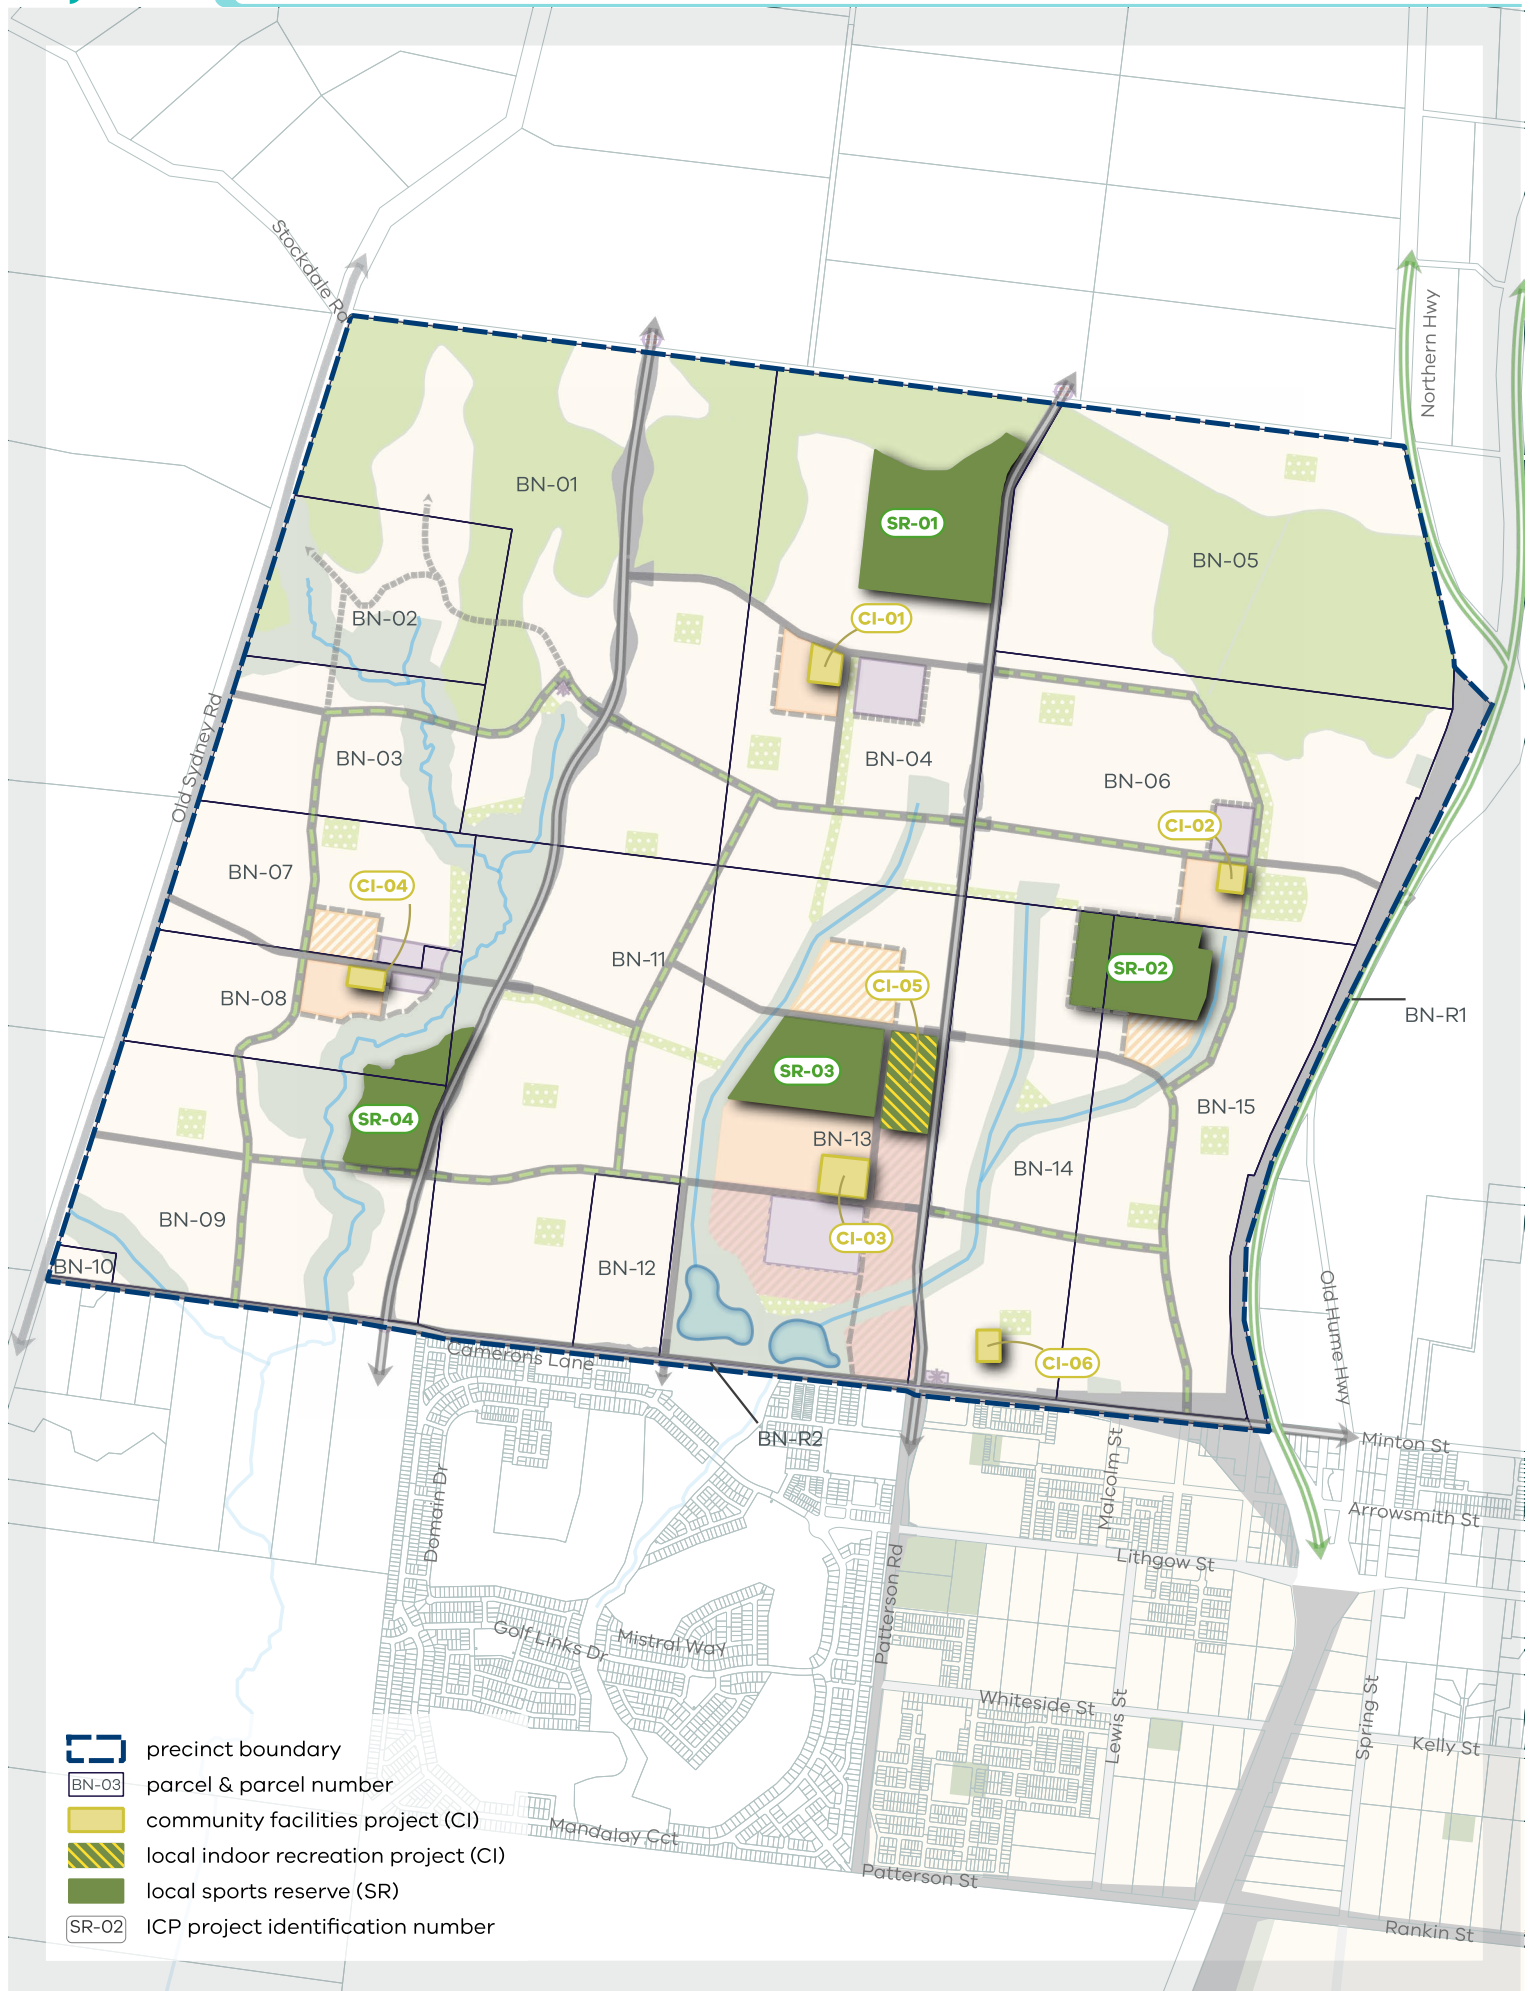 Stockdale Rd
Northern Hwy
BN-01
SR-01
BN-05
BN-02
CI-01
Old Sydney Rd
BN-03
BN-04
BN-06
CI-02
BN-07
CI-04
BN-11
SR-02
CI-05
BN-08
BN-R1
SR-03
SR-04
BN-15
BN-13
BN-14
BN-09
CI-03
BN-10
BN-12
Old Hume Hwy
Camerons Lane
CI-06
BN-R2
Minton St
Malcolm St
Domain Dr
Arrowsmith St
Lithgow St
Patterson Rd
Golf Links Dr
Mistral Way
Whiteside St
Lewis St
Spring St
Kelly St
Mandalay Cct
Patterson St
Rankin St
precinct boundary
BN-03 parcel & parcel number
community facilities project (CI)
local indoor recreation project (CI)
local sports reserve (SR)
SR-02 ICP project identification number